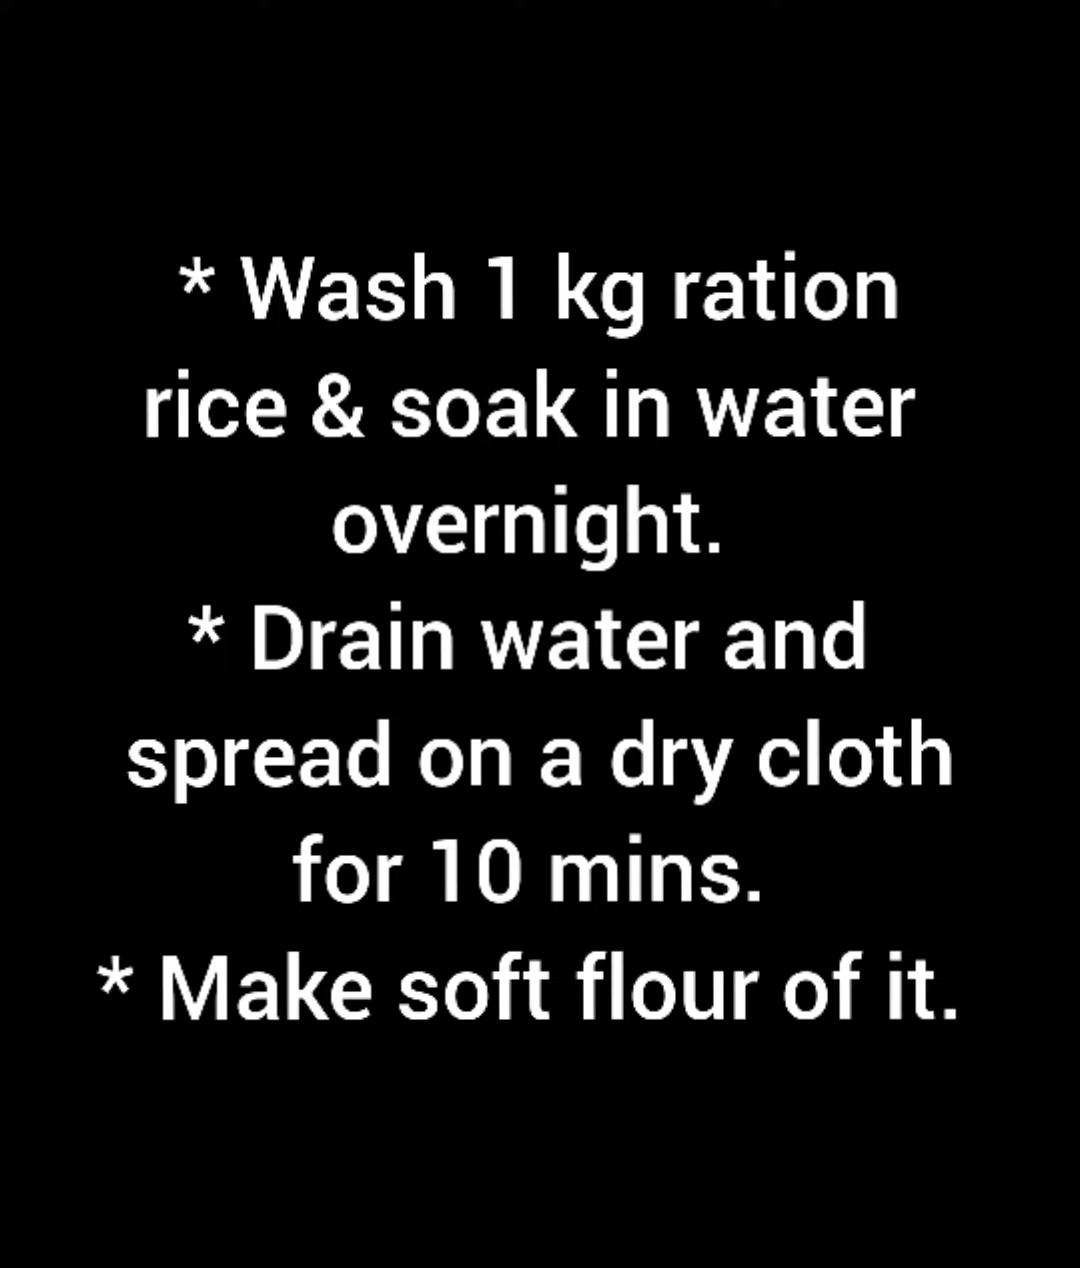 * Wash 1 kg ration
rice & soak in water
overnight.
* Drain water and
spread on a dry cloth
for 10 mins.
* Make soft flour of it.